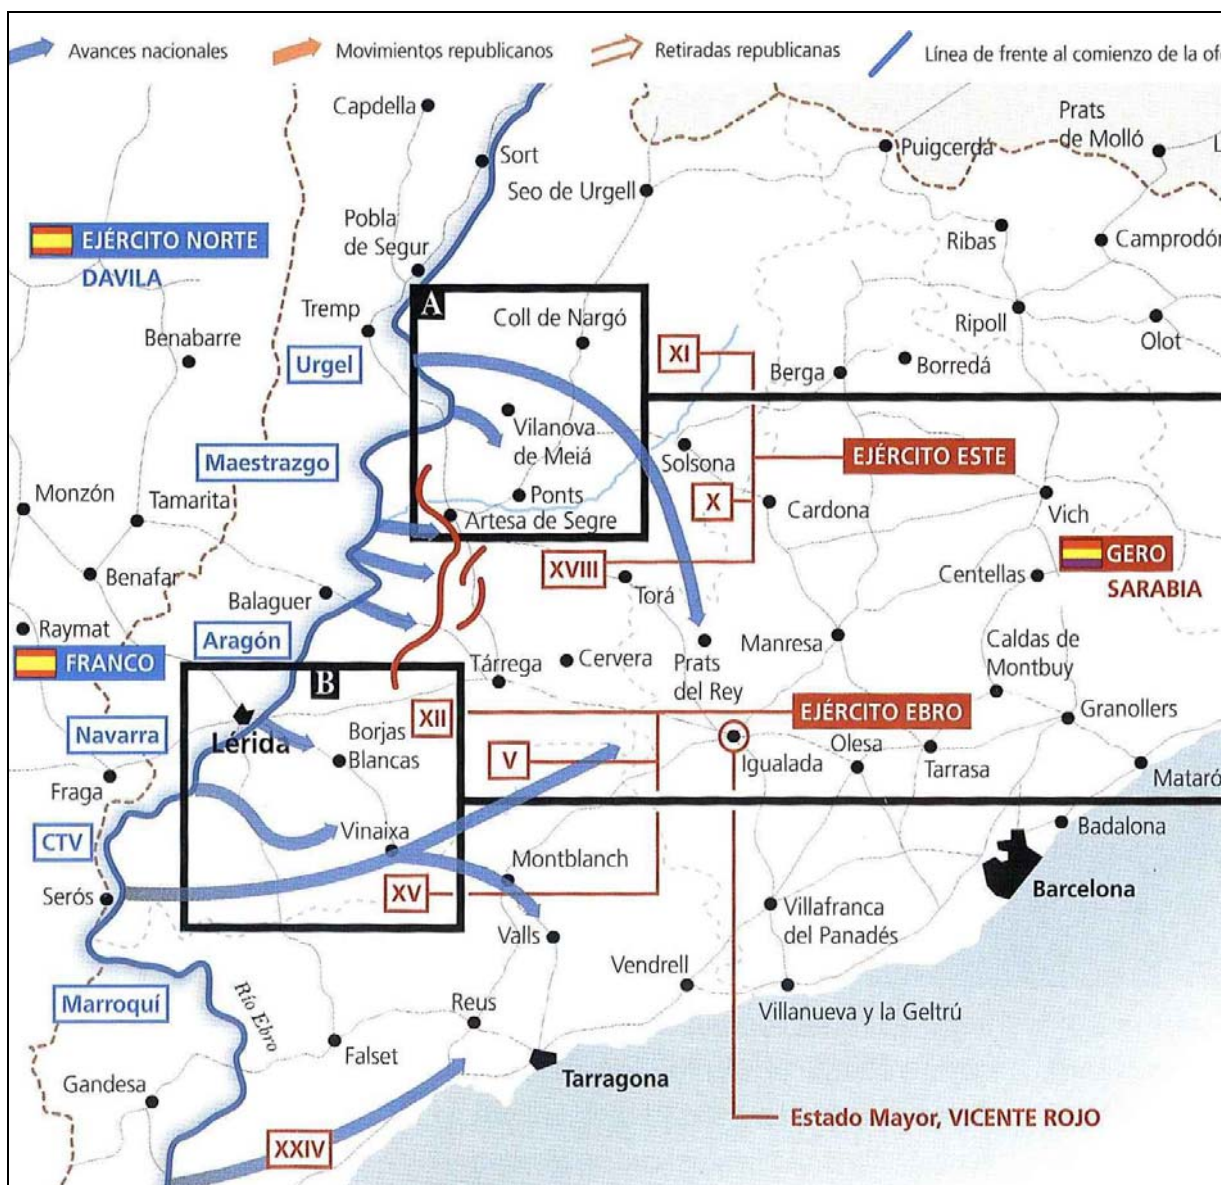 Avances nacionales
Movimientos republicanos
Retiradas republicanas
Línea de frente al comienzo de la ofe
Capdella
Prats
de Molló
Puigcerdá
L
Sort
Seo de Urgell
Pobla
de Segur
Ribas
Camprodón
EJÉRCITO NORTE
DAVILA
A
Tremp
Coll de Nargó
Ripoll
Olot
Benabarre
Urgel
XI
Berga
Borredá
Vilanova
de Meiá
Maestrazgo
Solsona
EJÉRCITO ESTE
Monzón
Tamarita
Ponts
X
Cardona
Vich
Artesa de Segre
GERO
SARABIA
Benafar
XVIII
Centellas
Balaguer
Torá
Raymat
Aragón
Manresa
Caldas de
Montbuy
FRANCO
Cervera
Prats
del Rey
Tárrega
B
XII
EJÉRCITO EBRO
Granollers
Navarra
Lérida
Borjas
Blancas
V
Igualada
Olesa
Tarrasa
Mataró
Fraga
CTV
Vinaixa
Badalona
Montblanch
Serós
XV
Barcelona
Villafranca
del Panadés
Valls
Vendrell
Marroquí
Río Ebro
Reus
Villanueva y la Geltrú
Falset
Gandesa
Tarragona
XXIV
Estado Mayor, VICENTE ROJO